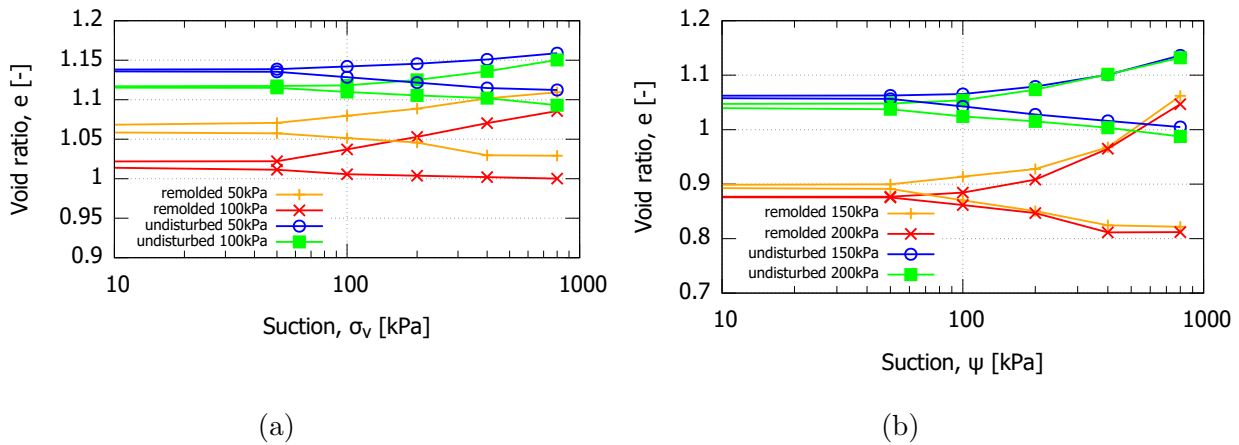 1.2
1.15
1.1
1.05
1
0.95
0.9
Void ratio, e [-]
remolded 50kPa
remolded 100kPa
undisturbed 50kPa
undisturbed 100kPa
10 100 1000
Suction, σv [kPa]
(a)
1.2
1.1
1
0.9
0.8
0.7
Void ratio, e [-]
remolded 150kPa
remolded 200kPa
undisturbed 150kPa
undisturbed 200kPa
10 100 1000
Suction, ψ [kPa]
(b)